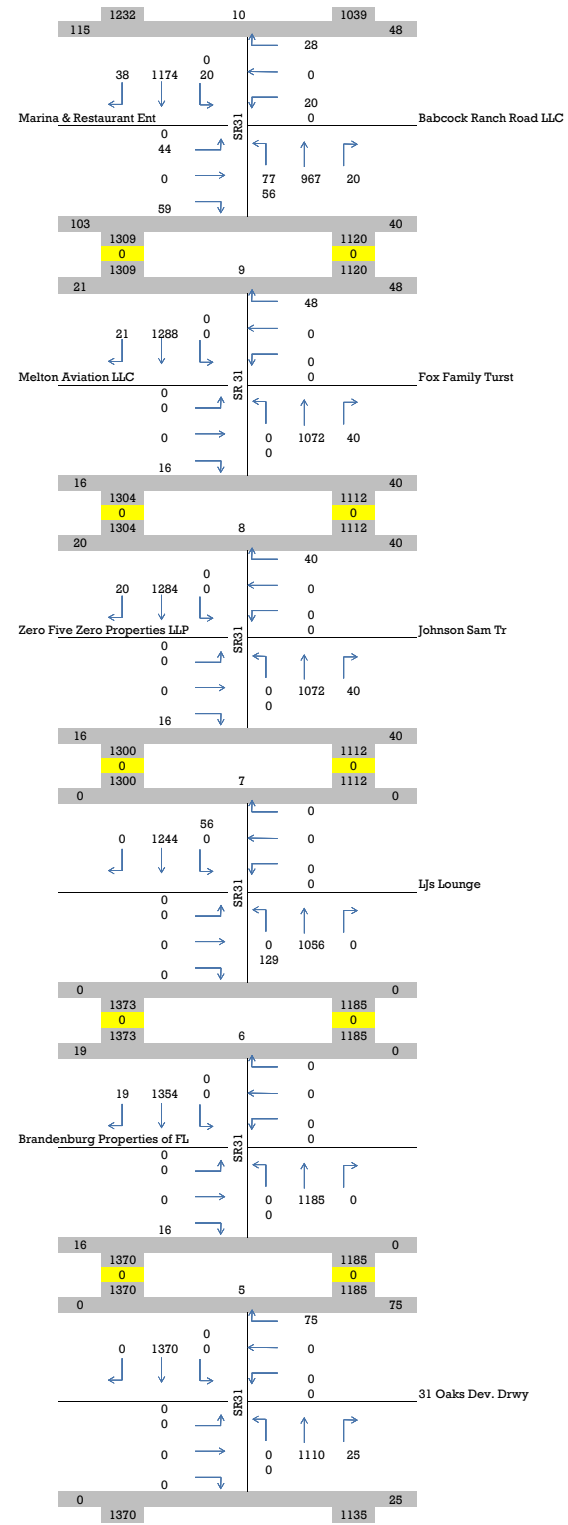 1232 10 1039
115 48
28
0
38 1174 20 0
20
Marina & Restaurant Ent 0 Babcock Ranch Road LLC
SR31
0
44
0 77 967 20
56
59
103 40
1309 1120
0 0
1309 9 1120
21 48
48
0
21 1288 0 0
0
Melton Aviation LLC 0 Fox Family Turst
SR 31
0
0
0 0 1072 40
0
16
16 40
1304 1112
0 0
1304 8 1112
20 40
40
0
20 1284 0 0
0
Zero Five Zero Properties LLP 0 Johnson Sam Tr
SR31
0
0
0 0 1072 40
0
16
16 40
1300 1112
0 0
1300 7 1112
0 0
0
56
0 1244 0 0
0
0 LJs Lounge
SR31
0
0
0 0 1056 0
129
0
0 0
1373 1185
0 0
1373 6 1185
19 0
0
0
19 1354 0 0
0
Brandenburg Properties of FL 0
SR31
0
0
0 0 1185 0
0
16
16 0
1370 1185
0 0
1370 5 1185
0 75
75
0
0 1370 0 0
0
0 31 Oaks Dev. Drwy
SR31
0
0
0 0 1110 25
0
0
0 25
1370 1135